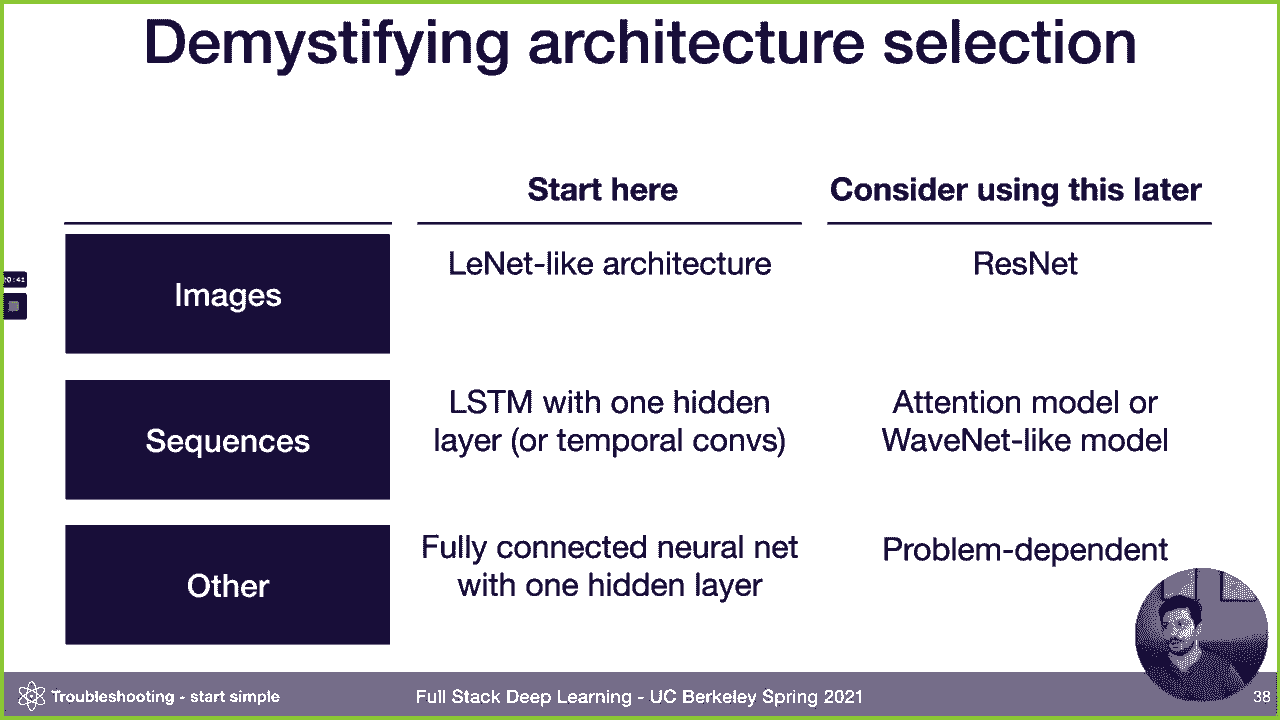 Demystifying architecture selection
Start here
Consider using this later
Images
LeNet-like architecture
ResNet
Sequences
LSTM with one hidden
layer (or temporal convs)
Attention model or
WaveNet-like model
Other
Fully connected neural net
with one hidden layer
Problem-dependent
Troubleshooting - start simple
Full Stack Deep Learning - UC Berkeley Spring 2021
38